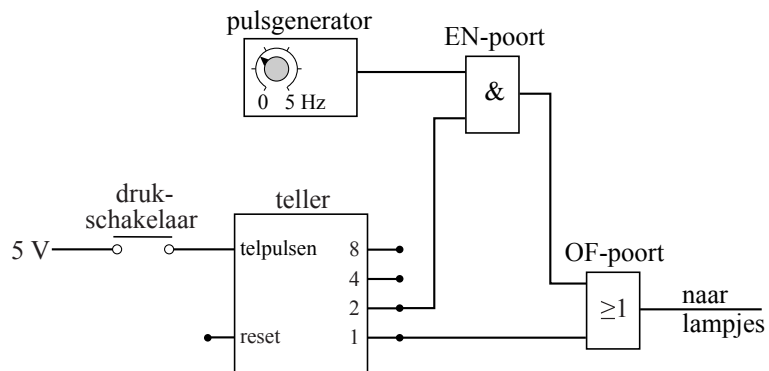 pulsgenerator
0 5 Hz
EN-poort
&
druk-
schakelaar
5 V
teller
telpulsen
8
4
2
reset
1
OF-poort
≥1
naar
lampjes